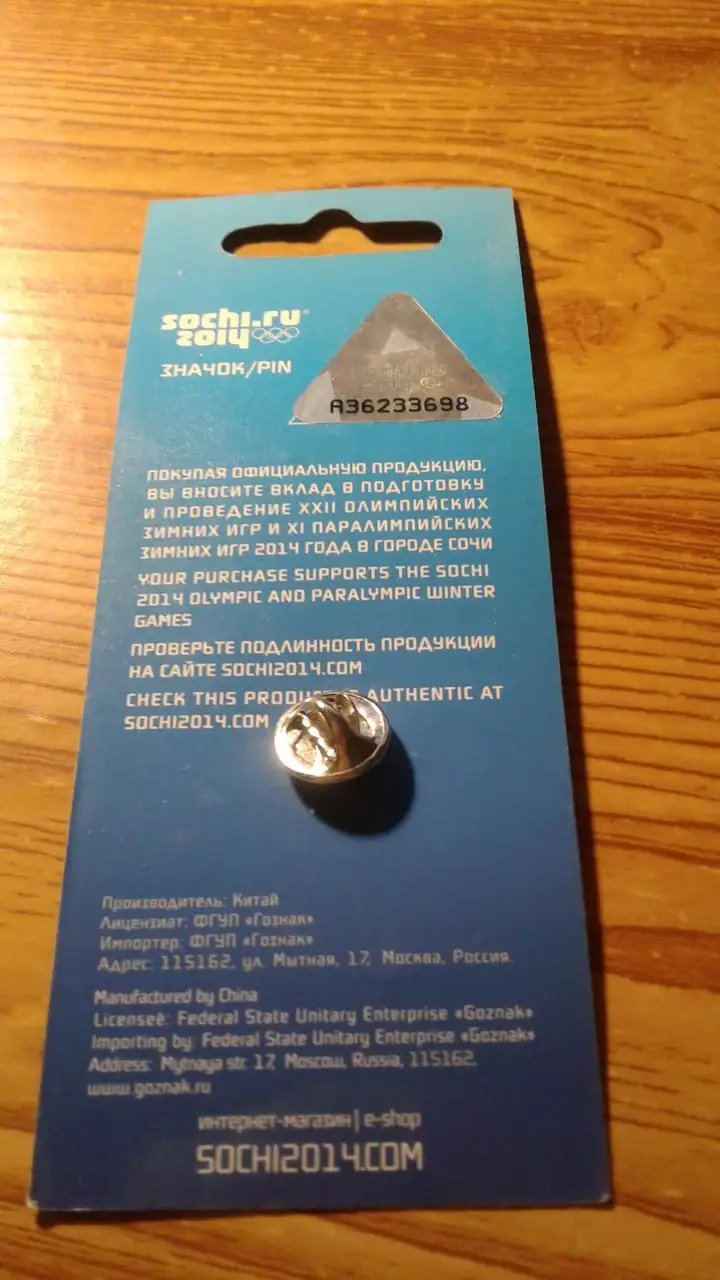 sochi.ru
2014
ЗНАЧОК/PIN
A36233698
ПОКУПАЯ ОФИЦИАЛЬНУЮ ПРОДУКЦИЮ,
ВЫ ВНОСИТЕ ВКЛАД В ПОДГОТОВКУ
И ПРОВЕДЕНИЕ XXII ОЛИМПИЙСКИХ
ЗИМНИХ ИГР И XI ПАРАЛИМПИЙСКИХ
ЗИМНИХ ИГР 2014 ГОДА В ГОРОДЕ СОЧИ
YOUR PURCHASE SUPPORTS THE SOCHI
2014 OLYMPIC AND PARALYMPIC WINTER
GAMES
ПРОВЕРЬТЕ ПОДЛИННОСТЬ ПРОДУКЦИИ
НА САЙТЕ SOCHI2014.COM
CHECK THIS AUTHENTIC AT
SOCHI2014.COM
Производитель: Китай
Лицензиат: ФГУП «Гознак»
Импортер: ФГУП «Гознак»
Адрес: 115162, ул. Мытная, 17, Москва, Россия.
Manufactured by China
Licensee: Federal State Unitary Enterprise «Goznak»
Importing by: Federal State Unitary Enterprise «Goznak»
Address: Mytnaya str. 17, Moscow, Russia, 115162,
www.goznak.ru
интернет-магазин | e-shop
SOCHI2014.COM